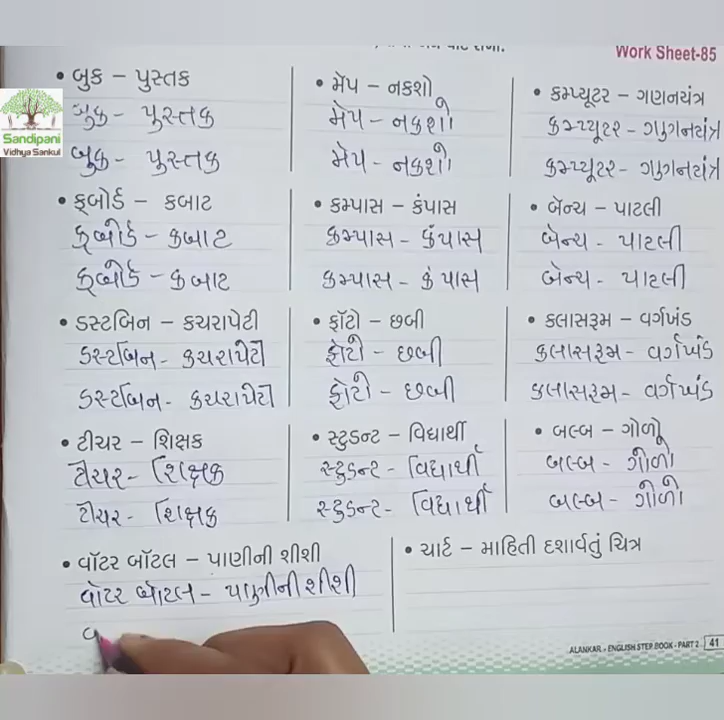 Work Sheet-85
Sandipani
Vidhya Sankul
• બુક – પુસ્તક
બુક – પુસ્તક
બુક – પુસ્તક
• મૅપ – નકશો
મૅપ – નકશો
મૅપ – નકશો
• કમ્પ્યૂટર – ગણનયંત્ર
કમ્પ્યૂટર – ગણનયંત્ર
કમ્પ્યૂટર – ગણનયંત્ર
• કબૉર્ડ – કબાટ
કબૉર્ડ – કબાટ
કબૉર્ડ – કબાટ
• કમ્પાસ – કંપાસ
કમ્પાસ – કંપાસ
કમ્પાસ – કંપાસ
• બૅન્ચ – પાટલી
બૅન્ચ – પાટલી
બૅન્ચ – પાટલી
• ડસ્ટબિન – કચરાપેટી
ડસ્ટબિન – કચરાપેટી
ડસ્ટબિન – કચરાપેટી
• ફૉટો – છબી
ફોટો – છબી
ફોટો – છબી
• કલાસરૂમ – વર્ગખંડ
કલાસરૂમ – વર્ગખંડ
કલાસરૂમ – વર્ગખંડ
• ટીચર – શિક્ષક
ટીચર – શિક્ષક
ટીચર – શિક્ષક
• સ્ટુડન્ટ – વિદ્યાર્થી
સ્ટુડન્ટ – વિદ્યાર્થી
સ્ટુડન્ટ – વિદ્યાર્થી
• બલ્બ – ગોળો
બલ્બ – ગોળો
બલ્બ – ગોળો
• વૉટર બૉટલ – પાણીની શીશી
વૉટર બૉટલ – પાણીની શીશી
• ચાર્ટ – માહિતી દર્શાવતું ચિત્ર
ALANKAR - ENGLISH STEP BOOK - PART 2 41